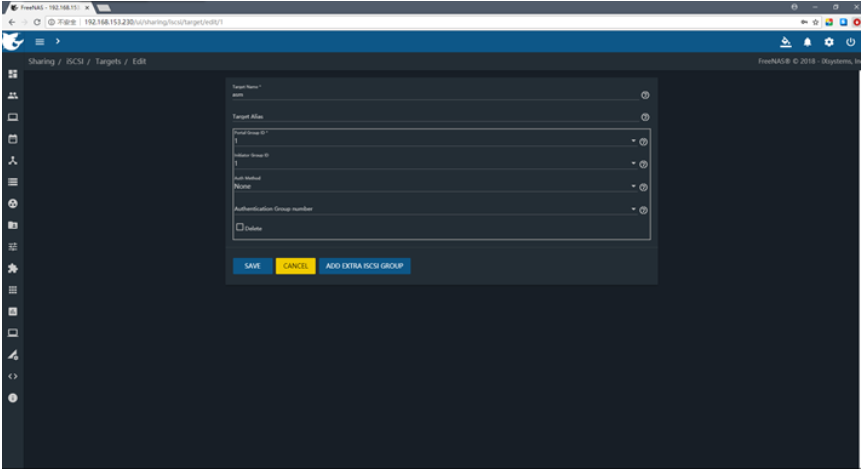 FreeNAS - 192.168.15
不安全 | 192.168.153.230/ui/sharing/iscsi/target/edit/1
Sharing / iSCSI / Targets / Edit
FreeNAS® © 2018 - iXsystems, In
Target Name *
Target Alias
Portal Group ID *
1
Initiator Group ID
1
Auth Method
None
Authentication Group number
Delete
SAVE CANCEL ADD EXTRA ISCSI GROUP